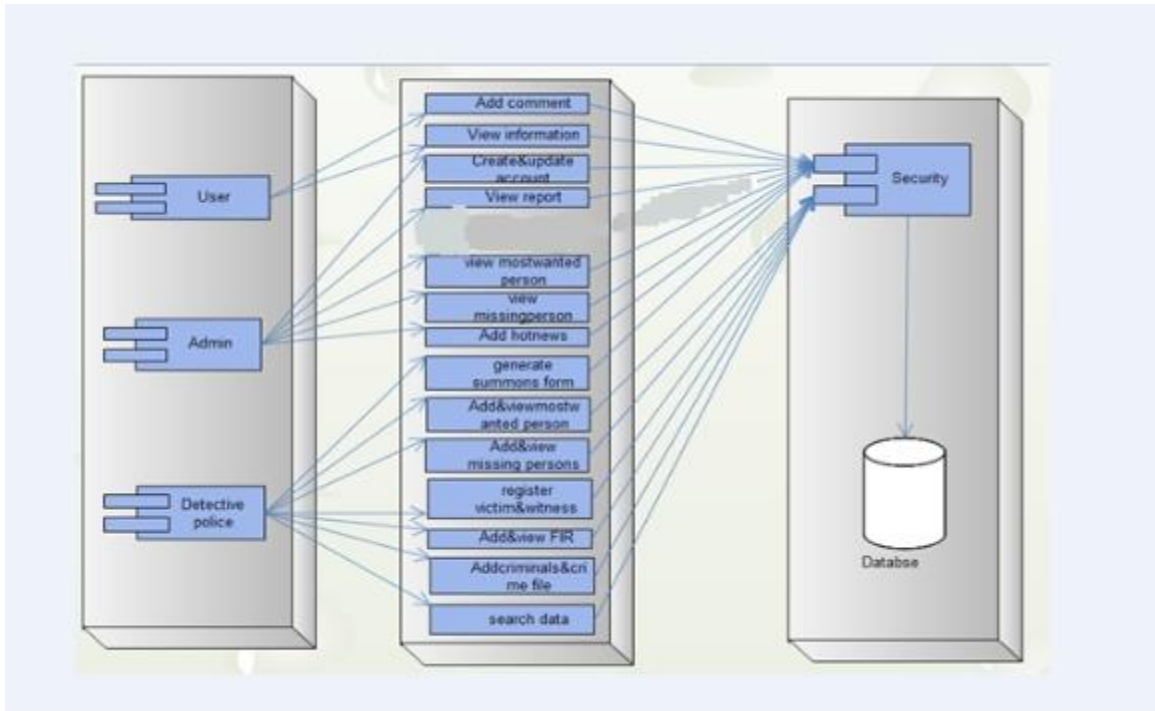 User
Admin
Detective
police
Add comment
View information
Create&update
account
View report
view mostwanted
person
view
missingperson
Add hotnews
generate
summons form
Add&viewmostw
anted person
Add&view
missing persons
register
victim&witness
Add&view FIR
Addcriminals&cri
me file
search data
Security
Databse